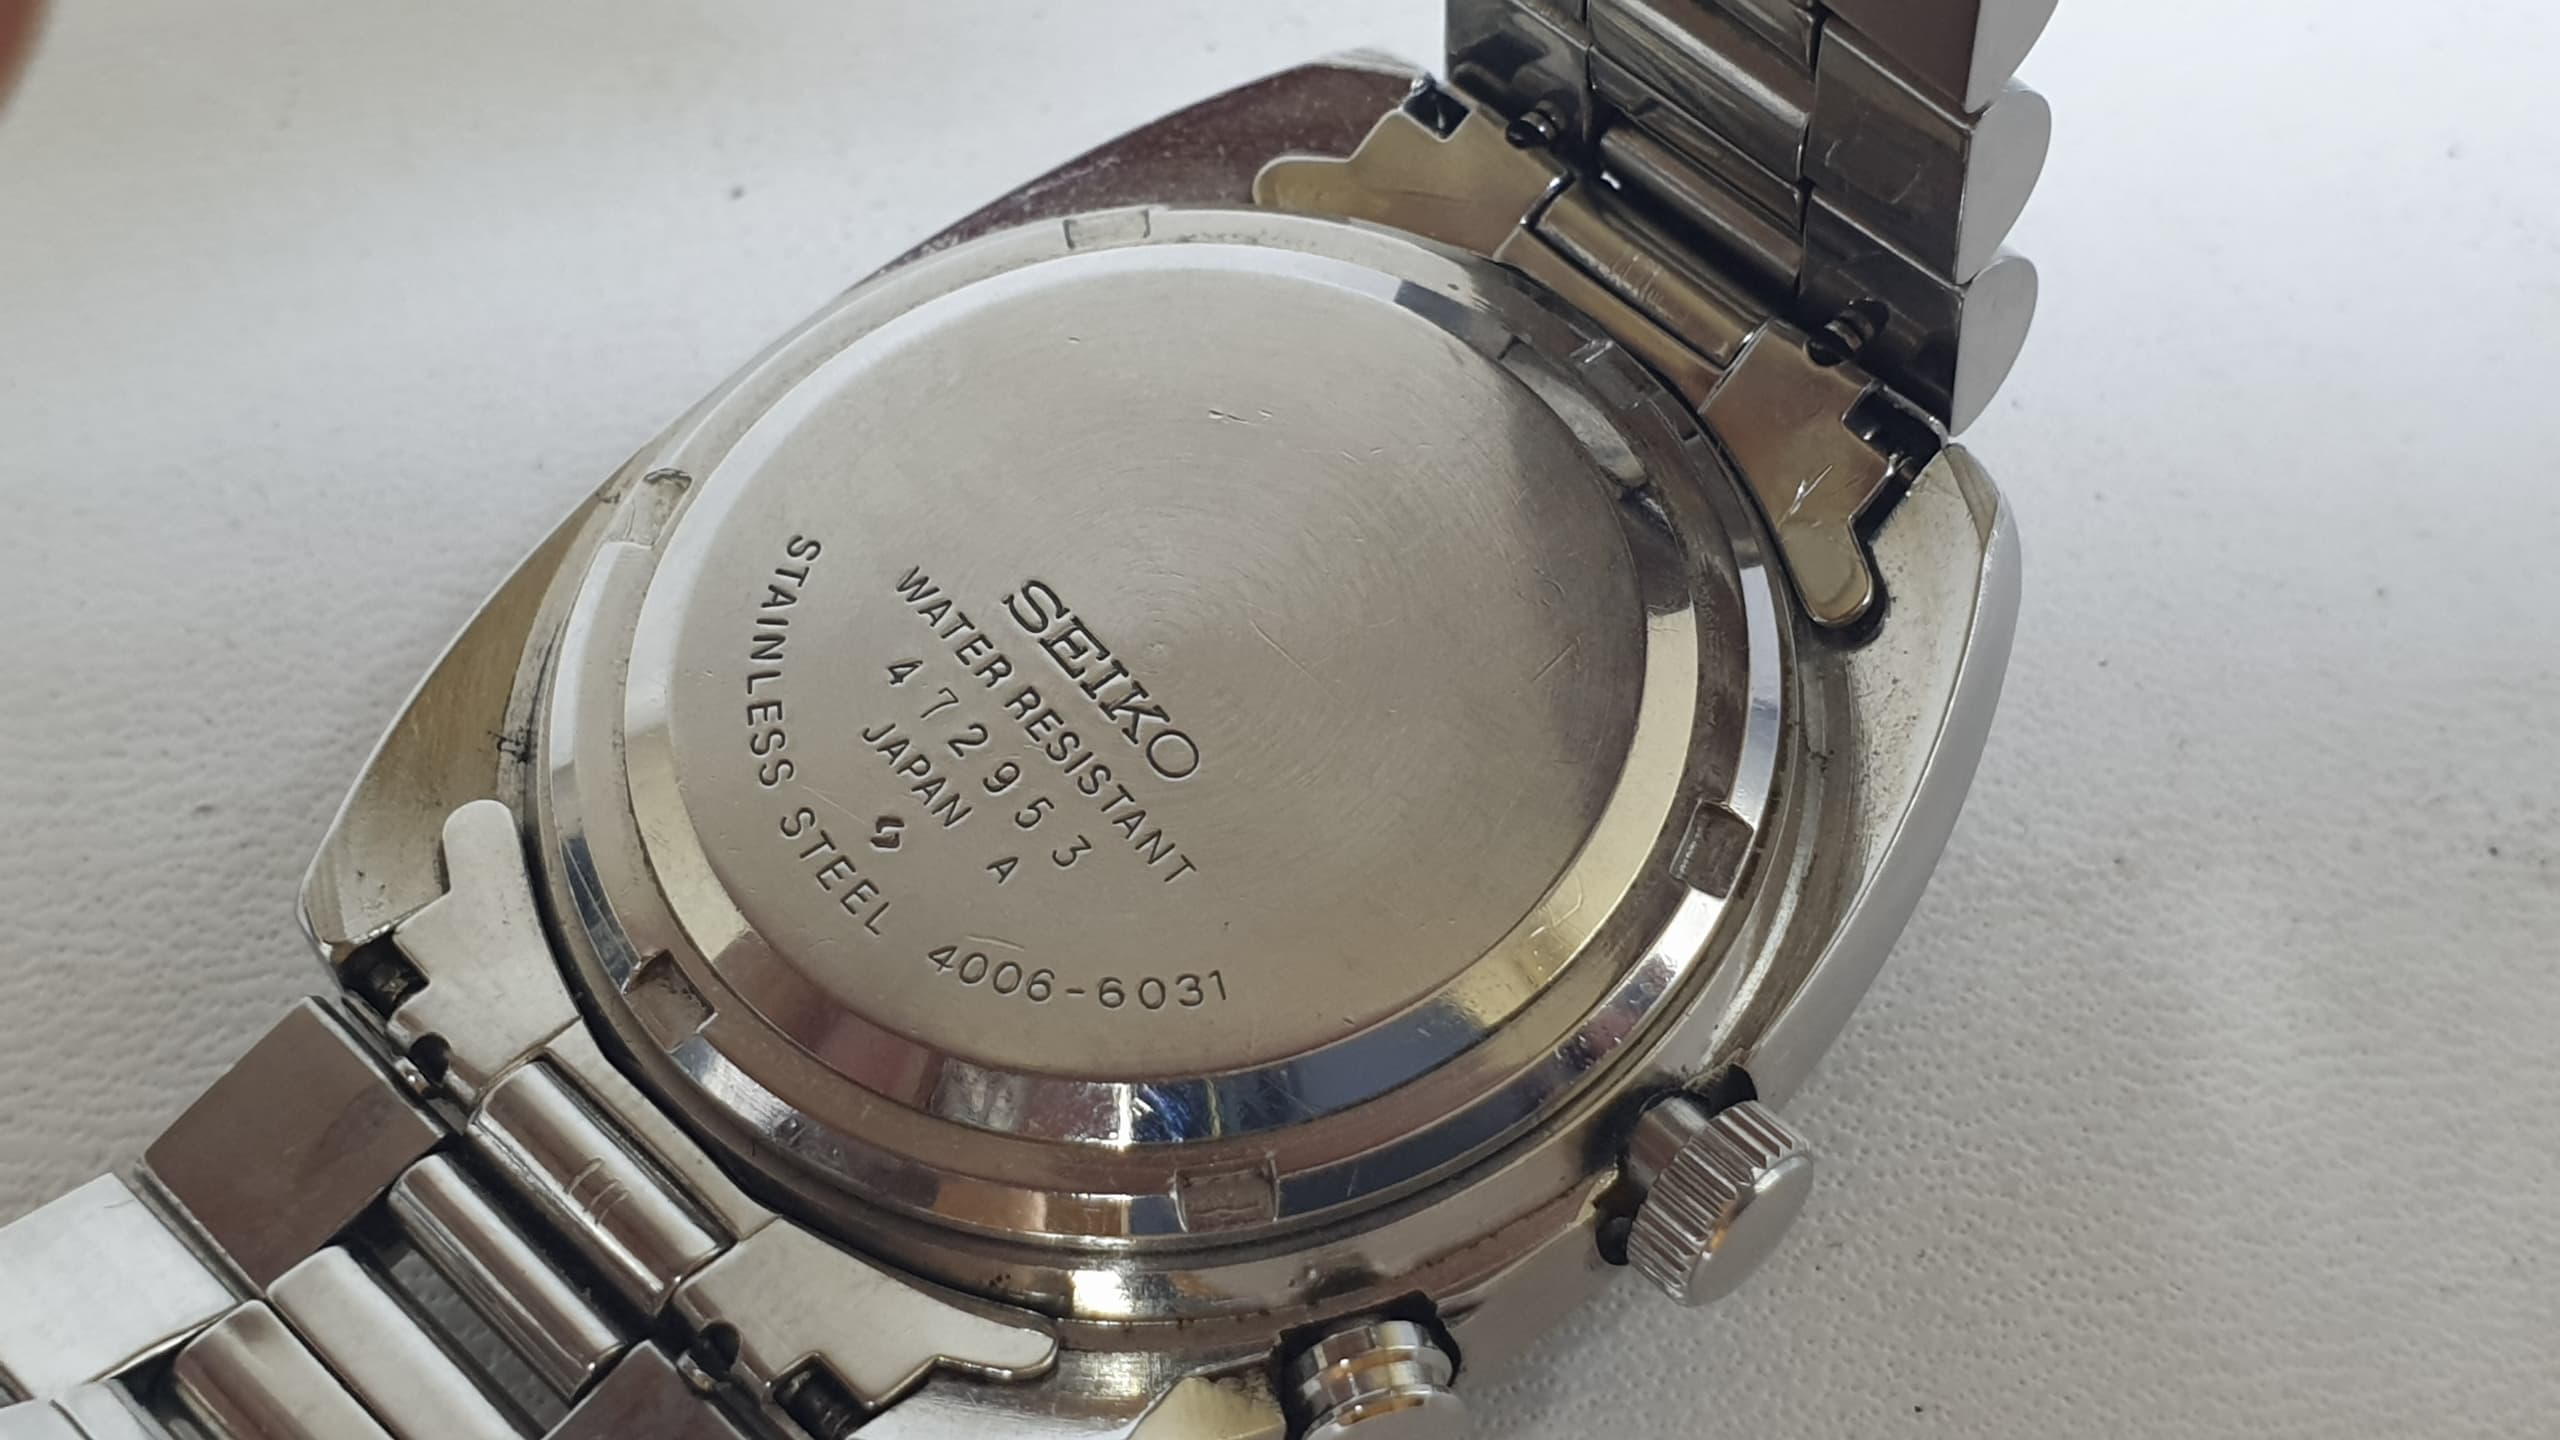 SEIKO
WATER RESISTANT
472953
JAPAN A
STAINLESS STEEL 4006-6031